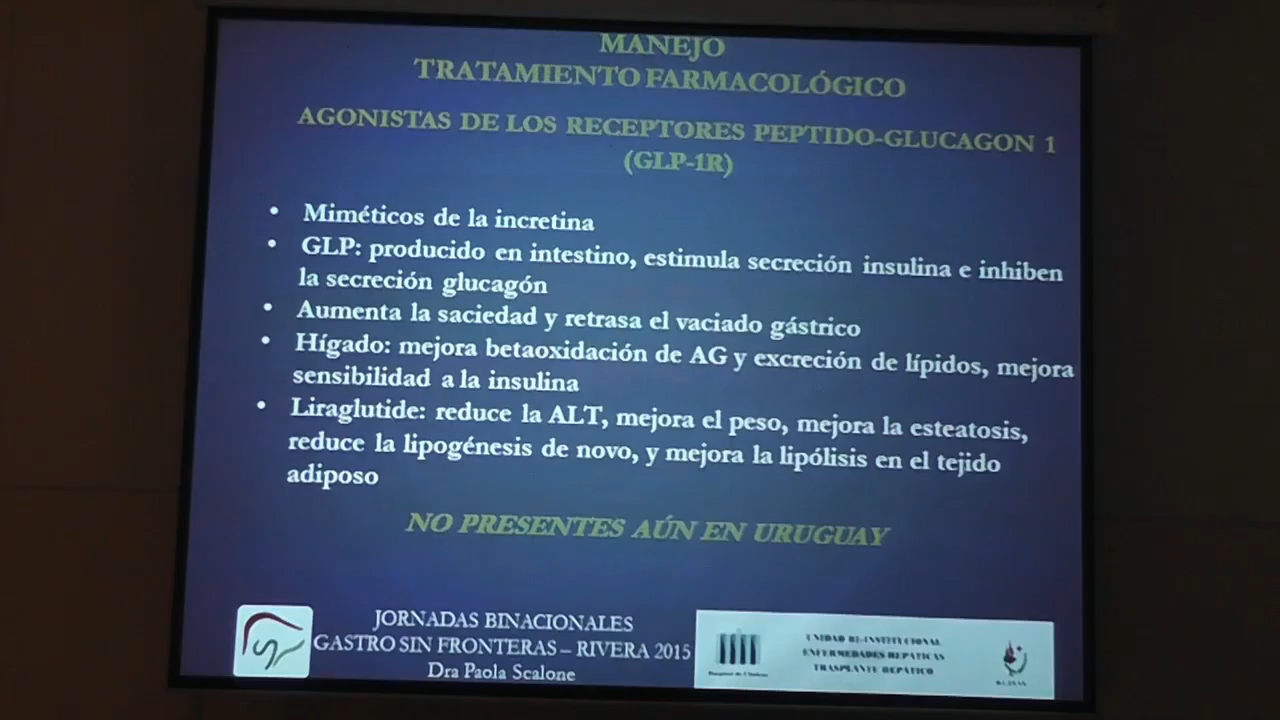 MANEJO
TRATAMIENTO FARMACOLÓGICO
AGONISTAS DE LOS RECEPTORES PEPTIDO-GLUCAGON 1
(GLP-1R)
• Miméticos de la incretina
• GLP: producido en intestino, estimula secreción insulina e inhiben
la secreción glucagón
• Aumenta la saciedad y retrasa el vaciado gástrico
• Hígado: mejora betaoxidación de AG y excreción de lípidos, mejora
sensibilidad a la insulina
• Liraglutide: reduce la ALT, mejora el peso, mejora la esteatosis,
reduce la lipogénesis de novo, y mejora la lipólisis en el tejido
adiposo
NO PRESENTES AÚN EN URUGUAY
JORNADAS BINACIONALES
GASTRO SIN FRONTERAS – RIVERA 2015
Dra Paola Scalone
UNIDAD BI-INSTITUCIONAL
ENFERMEDADES HEPÁTICAS
TRASPLANTE HEPÁTICO